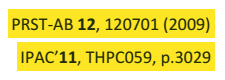 PRST-AB 12, 120701 (2009)
IPAC'11, THPC059, p.3029